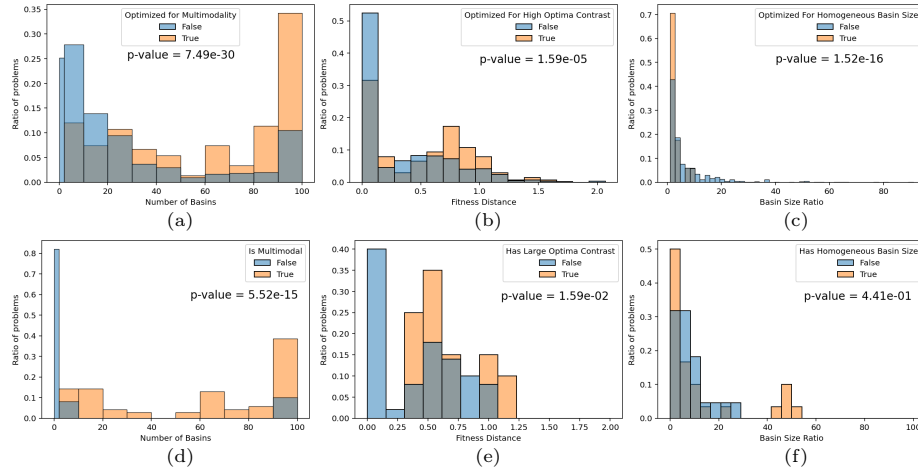 Optimized for Multimodality
False
True
p-value = 7.49e-30
Ratio of problems
0.35
0.30
0.25
0.20
0.15
0.10
0.05
0.00
0 20 40 60 80 100
Number of Basins
(a)
Optimized For High Optima Contrast
False
True
p-value = 1.59e-05
Ratio of problems
0.5
0.4
0.3
0.2
0.1
0.0
0.0 0.5 1.0 1.5 2.0
Fitness Distance
(b)
Optimized For Homogeneous Basin Size
False
True
p-value = 1.52e-16
Ratio of problems
0.7
0.6
0.5
0.4
0.3
0.2
0.1
0.0
0 20 40 60 80
Basin Size Ratio
(c)
Is Multimodal
False
True
p-value = 5.52e-15
Ratio of problems
0.8
0.6
0.4
0.2
0.0
0 20 40 60 80 100
Number of Basins
(d)
Has Large Optima Contrast
False
True
p-value = 1.59e-02
Ratio of problems
0.40
0.35
0.30
0.25
0.20
0.15
0.10
0.05
0.00
0.00 0.25 0.50 0.75 1.00 1.25 1.50 1.75 2.00
Fitness Distance
(e)
Has Homogeneous Basin Size
False
True
p-value = 4.41e-01
Ratio of problems
0.5
0.4
0.3
0.2
0.1
0.0
0 20 40 60 80 100
Basin Size Ratio
(f)